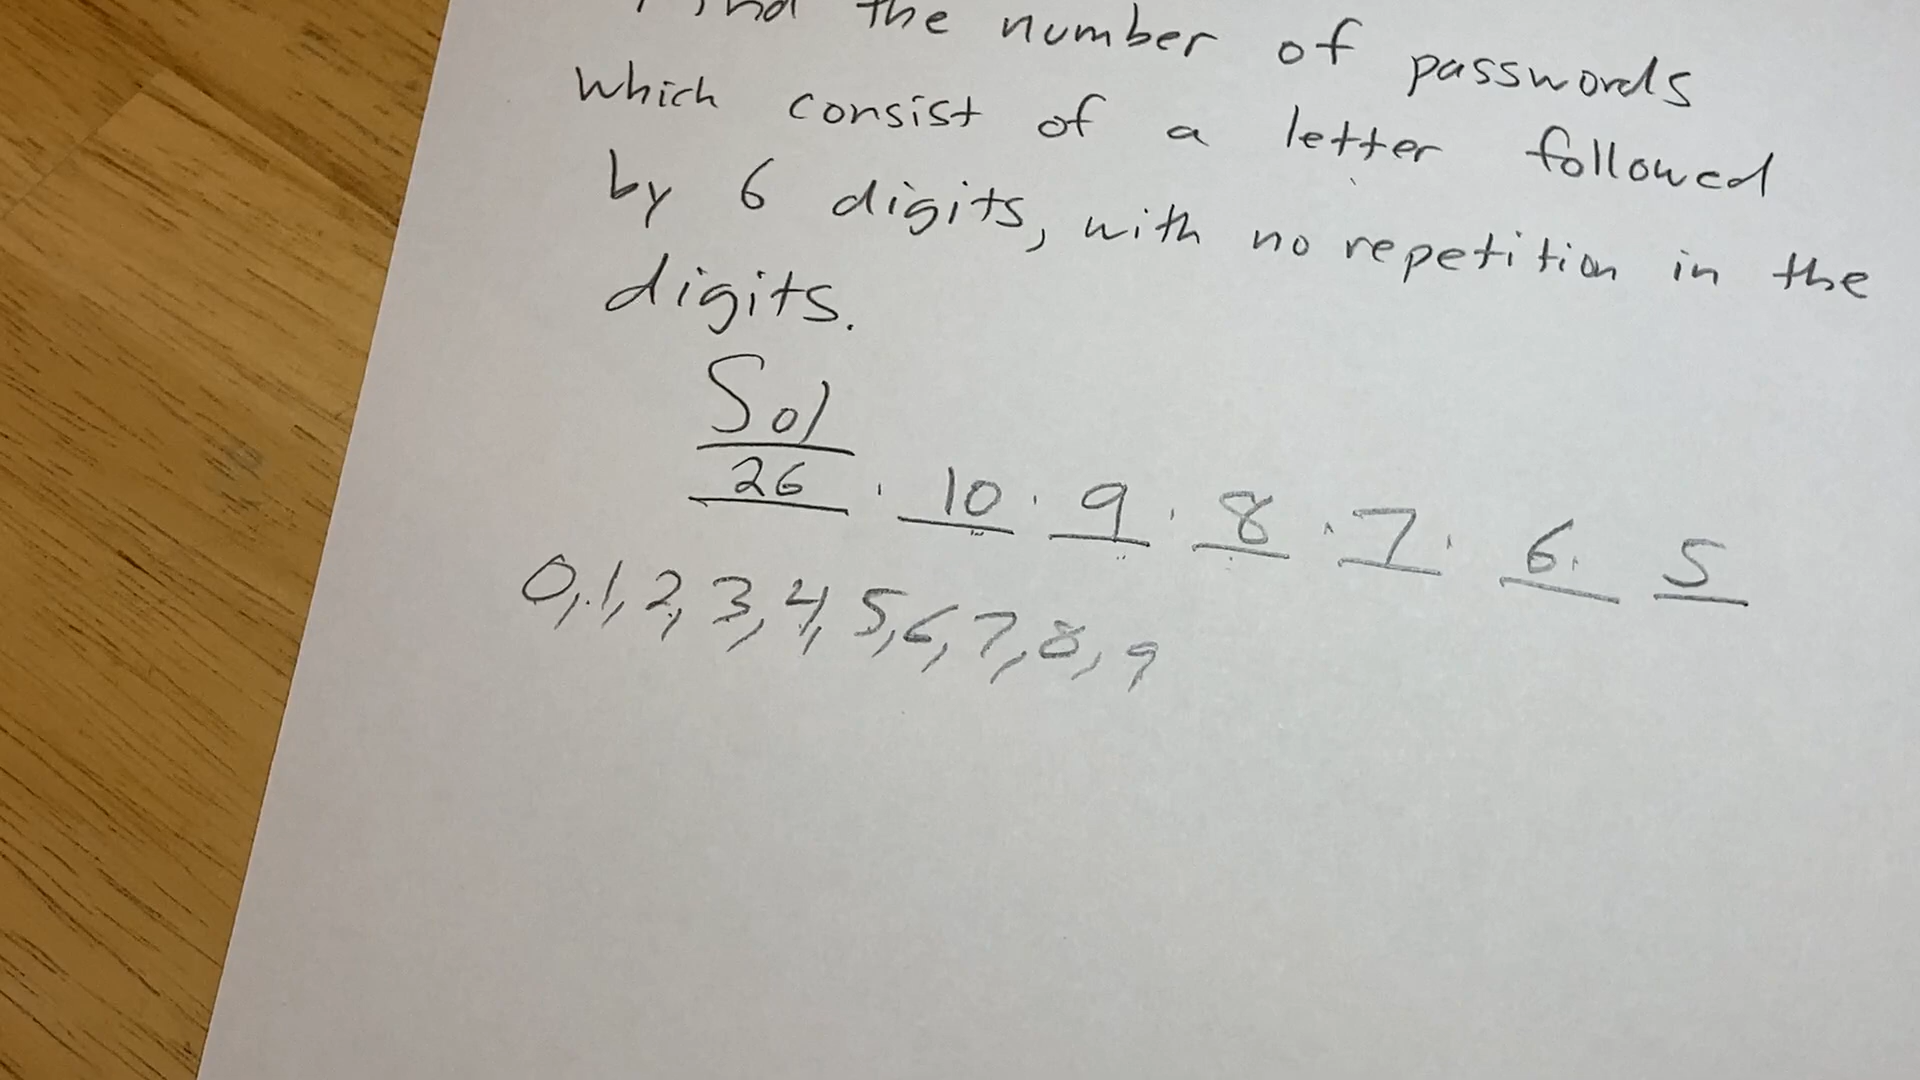 Find the number of passwords
which consist of a letter followed
by 6 digits, with no repetition in the
digits.
Sol
26 · 10 · 9 · 8 · 7 · 6 · 5
0, 1, 2, 3, 4, 5, 6, 7, 8, 9